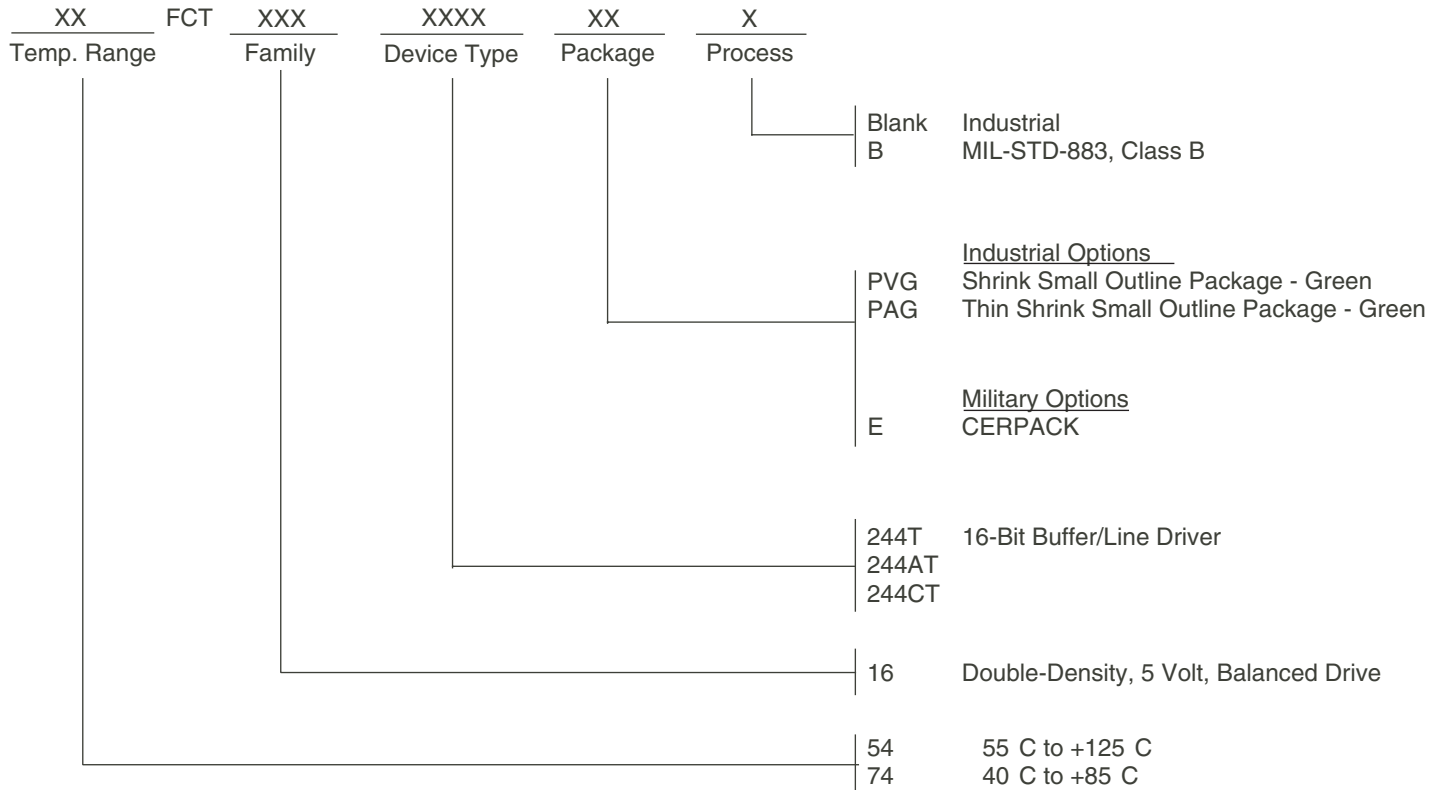 XX FCT XXX XXXX XX X
Temp. Range Family Device Type Package Process
Blank Industrial
B MIL-STD-883, Class B
Industrial Options
PVG Shrink Small Outline Package - Green
PAG Thin Shrink Small Outline Package - Green
Military Options
E CERPACK
244T 16-Bit Buffer/Line Driver
244AT
244CT
16 Double-Density, 5 Volt, Balanced Drive
54 55 C to +125 C
74 40 C to +85 C